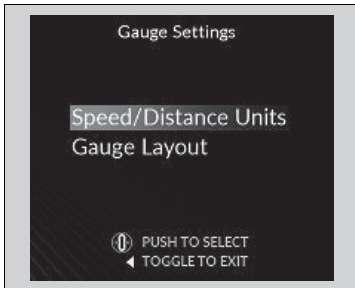 Gauge Settings
Speed/Distance Units
Gauge Layout
PUSH TO SELECT
TOGGLE TO EXIT